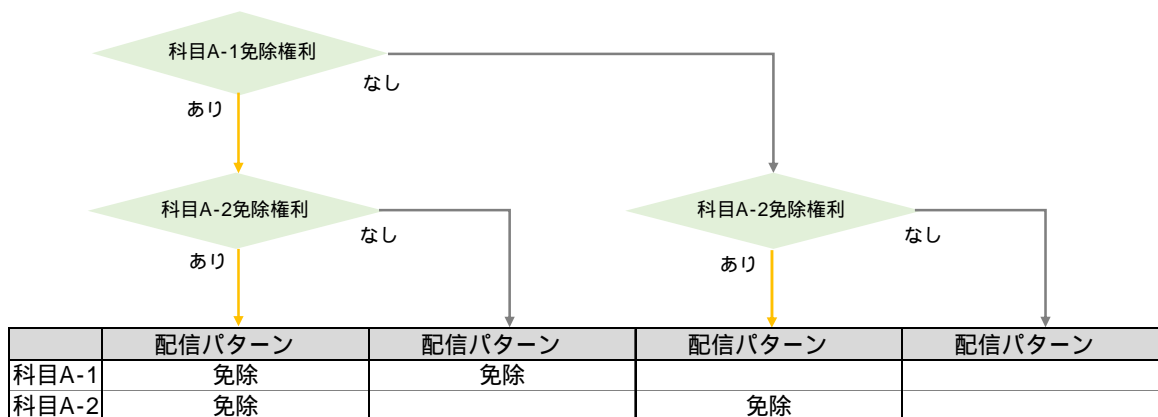 科目A-1免除権利
なし
あり
科目A-2免除権利
科目A-2免除権利
なし
なし
あり
あり
配信パターン 配信パターン 配信パターン 配信パターン
科目A-1 免除 免除
科目A-2 免除 免除